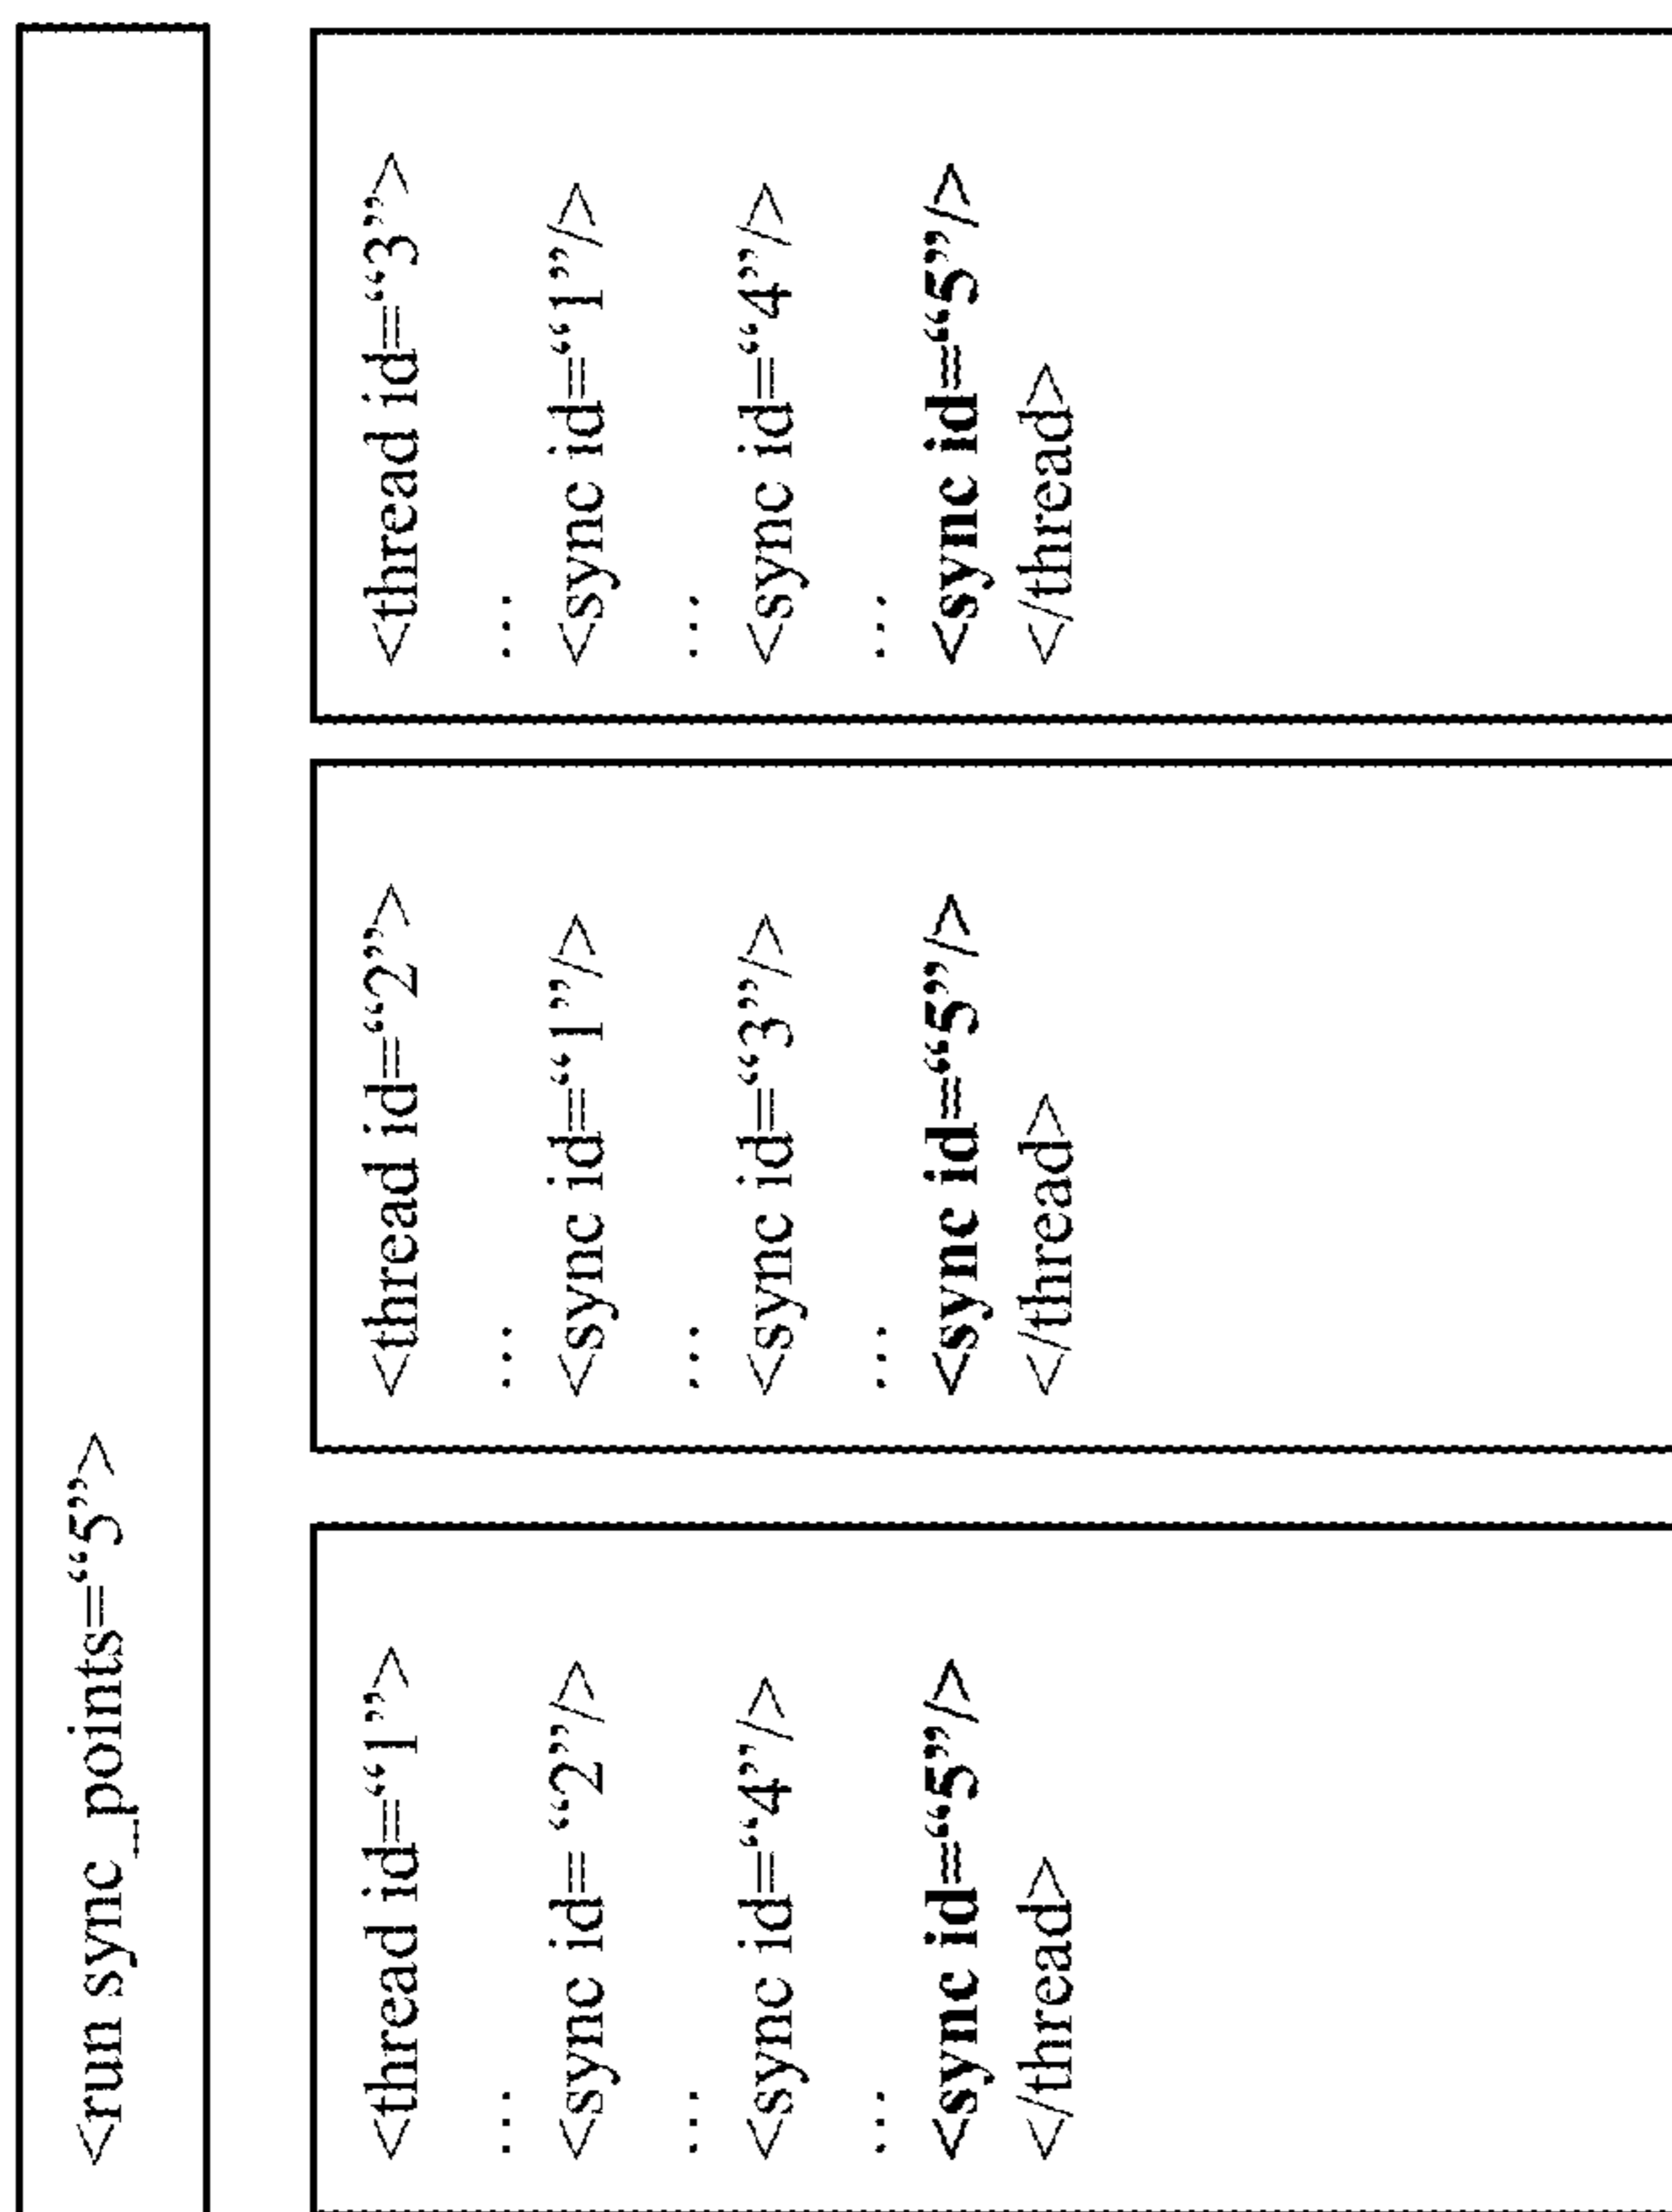 <run sync_points=“5”>
<thread id=“1”>
...
<sync id= “2”/>
...
<sync id=“4”/>
...
<sync id=“5”/>
</thread>
<thread id=“2”>
...
<sync id=“1”/>
...
<sync id=“3”/>
...
<sync id=“5”/>
</thread>
<thread id=“3”>
...
<sync id=“1”/>
...
<sync id=“4”/>
...
<sync id=“5”/>
</thread>